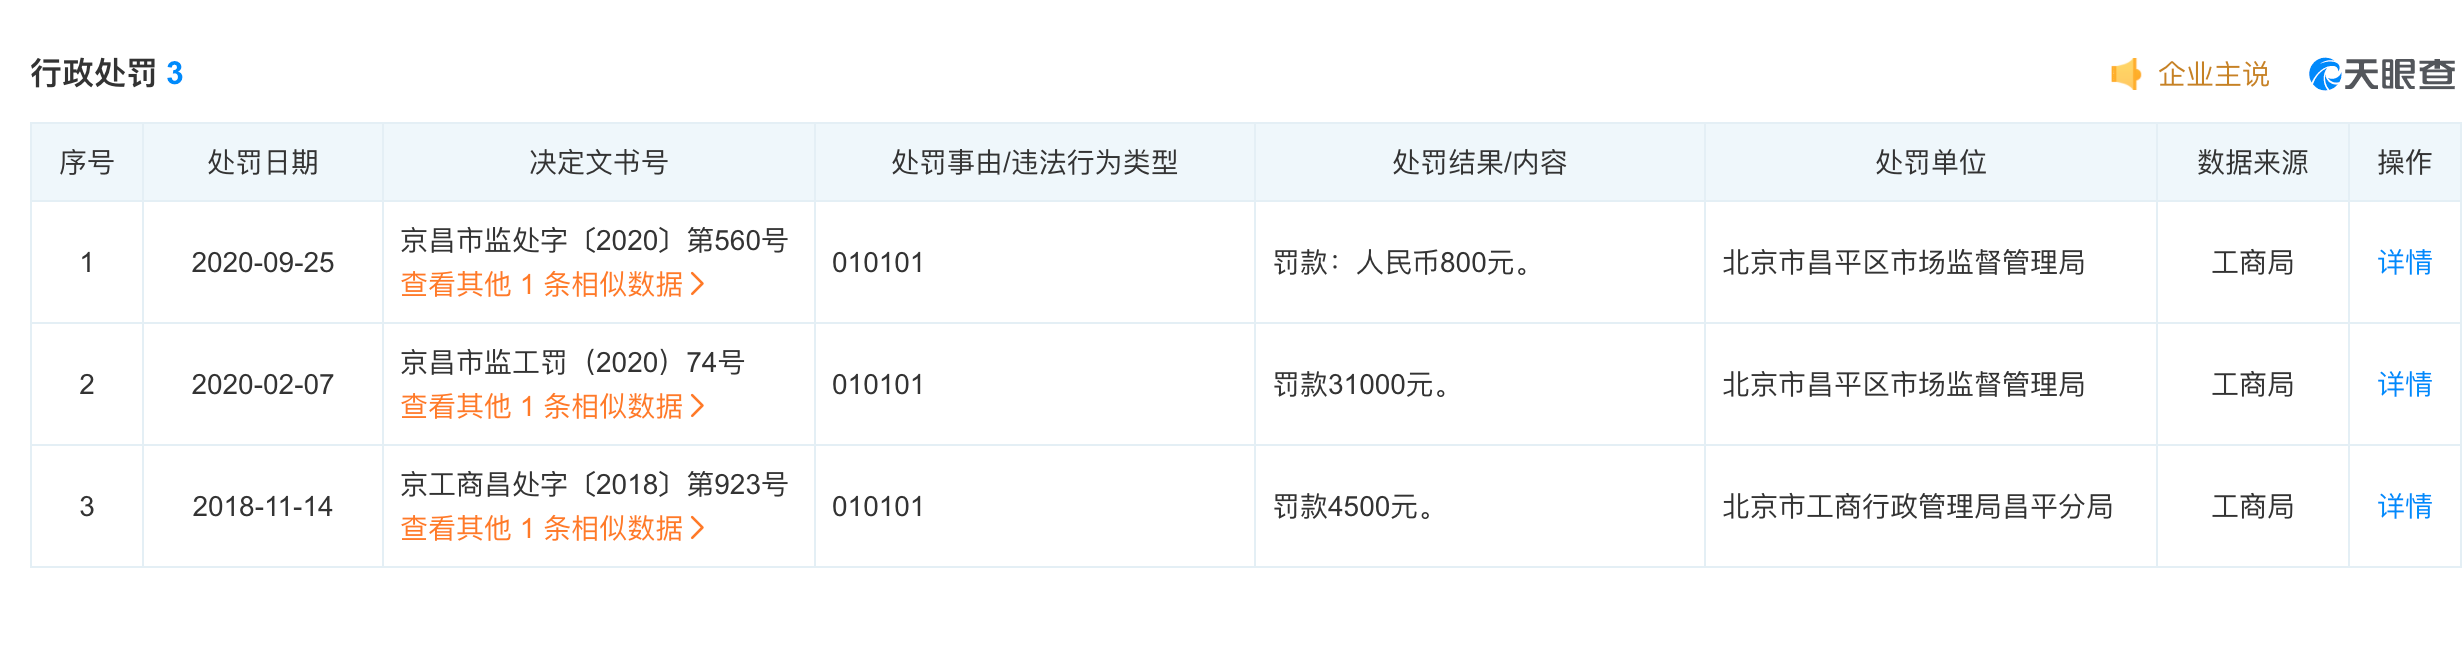 行政处罚 3
企业主说 天眼查
序号 处罚日期 决定文书号 处罚事由/违法行为类型 处罚结果/内容 处罚单位 数据来源 操作
1 2020-09-25 京昌市监处字〔2020〕第560号 010101 罚款：人民币800元。 北京市昌平区市场监督管理局 工商局 详情
查看其他 1 条相似数据
2 2020-02-07 京昌市监工罚（2020）74号 010101 罚款31000元。 北京市昌平区市场监督管理局 工商局 详情
查看其他 1 条相似数据
3 2018-11-14 京工商昌处字〔2018〕第923号 010101 罚款4500元。 北京市工商行政管理局昌平分局 工商局 详情
查看其他 1 条相似数据